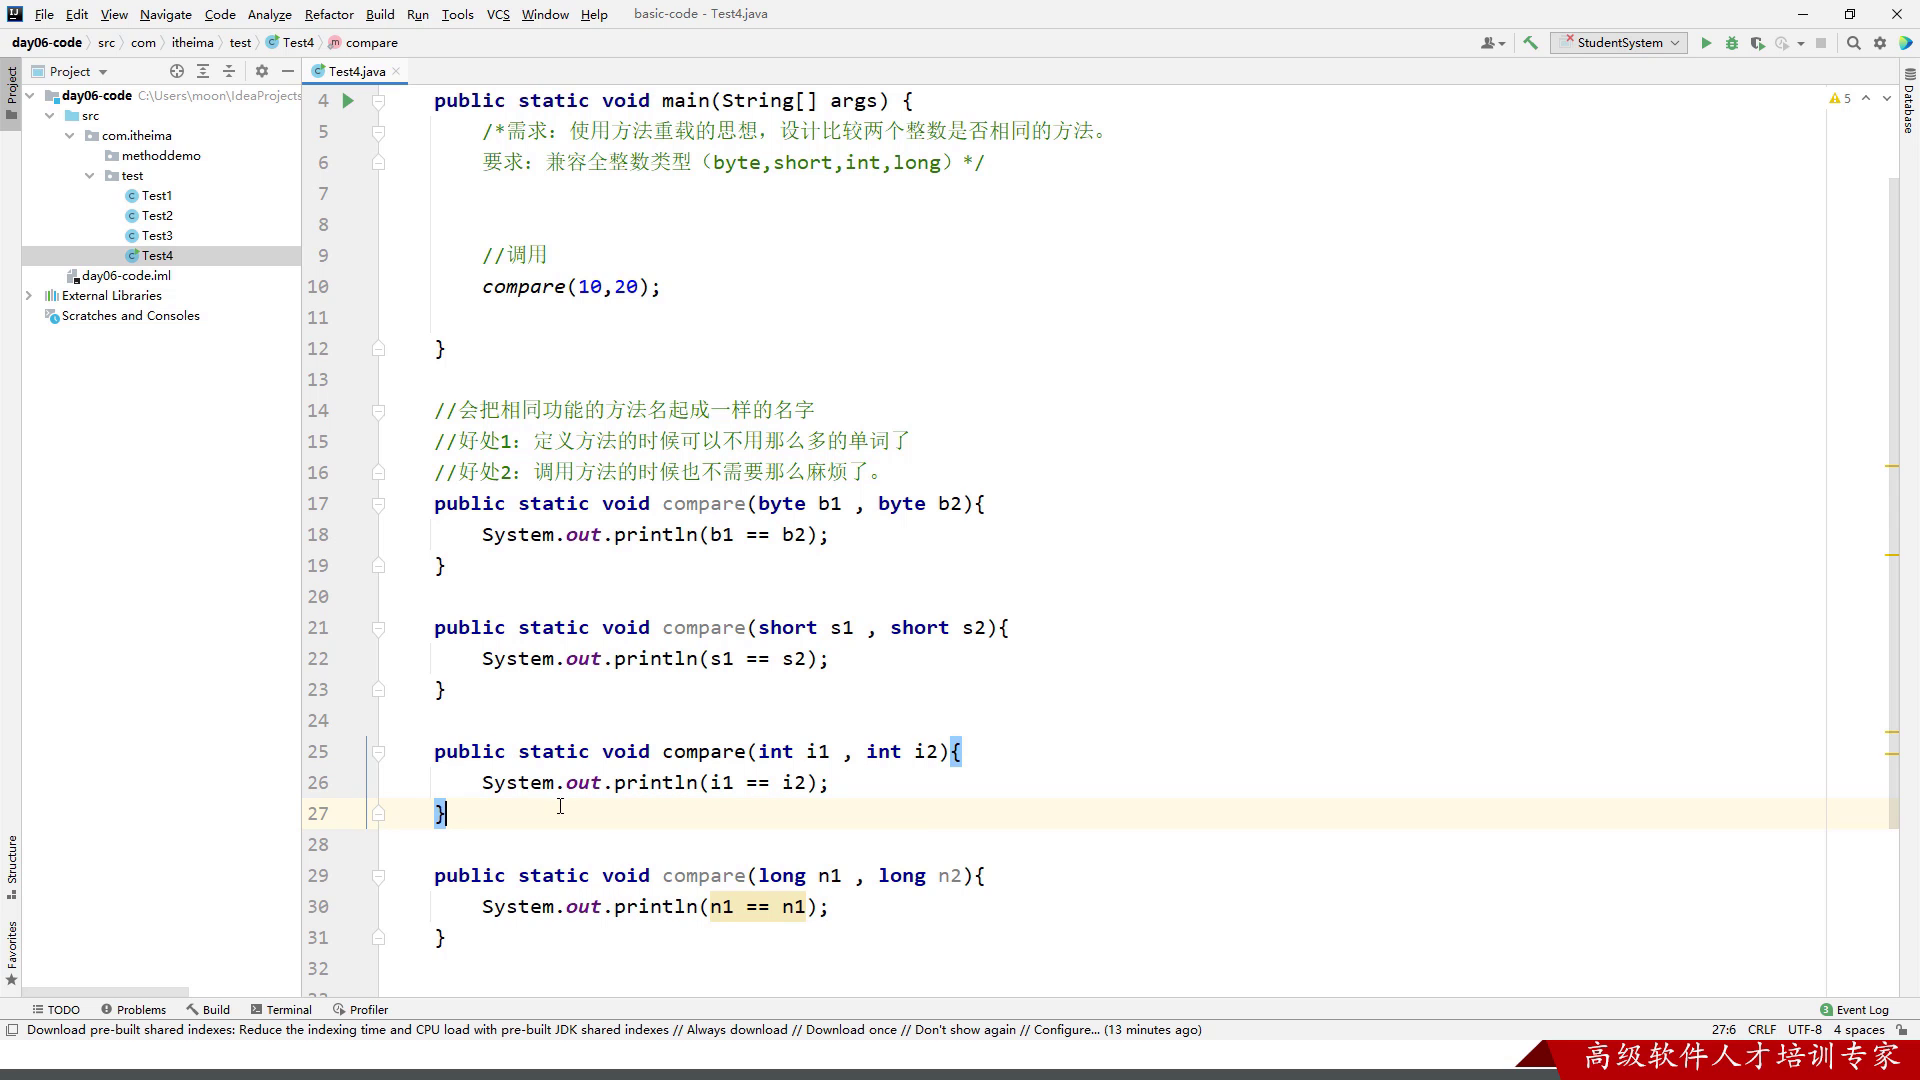 File Edit View Navigate Code Analyze Refactor Build Run Tools VCS Window Help basic-code - Test4.java
day06-code src com itheima test Test4 compare StudentSystem
Project
Test4.java
Project
day06-code C:\Users\moon\IdeaProjects
src
com.itheima
methoddemo
test
Test1
Test2
Test3
Test4
day06-code.iml
External Libraries
Scratches and Consoles
5
Database
Structure
Favorites
4 public static void main(String[] args) {
5 /*需求：使用方法重载的思想，设计比较两个整数是否相同的方法。
6 要求：兼容全整数类型（byte,short,int,long）*/
7
8
9 //调用
10 compare(10,20);
11
12 }
13
14 //会把相同功能的方法名起成一样的名字
15 //好处1：定义方法的时候可以不用那么多的单词了
16 //好处2：调用方法的时候也不需要那么麻烦了。
17 public static void compare(byte b1 , byte b2){
18 System.out.println(b1 == b2);
19 }
20
21 public static void compare(short s1 , short s2){
22 System.out.println(s1 == s2);
23 }
24
25 public static void compare(int i1 , int i2){
26 System.out.println(i1 == i2);
27 }
28
29 public static void compare(long n1 , long n2){
30 System.out.println(n1 == n1);
31 }
32
TODO Problems Build Terminal Profiler 3 Event Log
Download pre-built shared indexes: Reduce the indexing time and CPU load with pre-built JDK shared indexes // Always download // Download once // Don't show again // Configure... (13 minutes ago) 27:6 CRLF UTF-8 4 spaces
高级软件人才培训专家